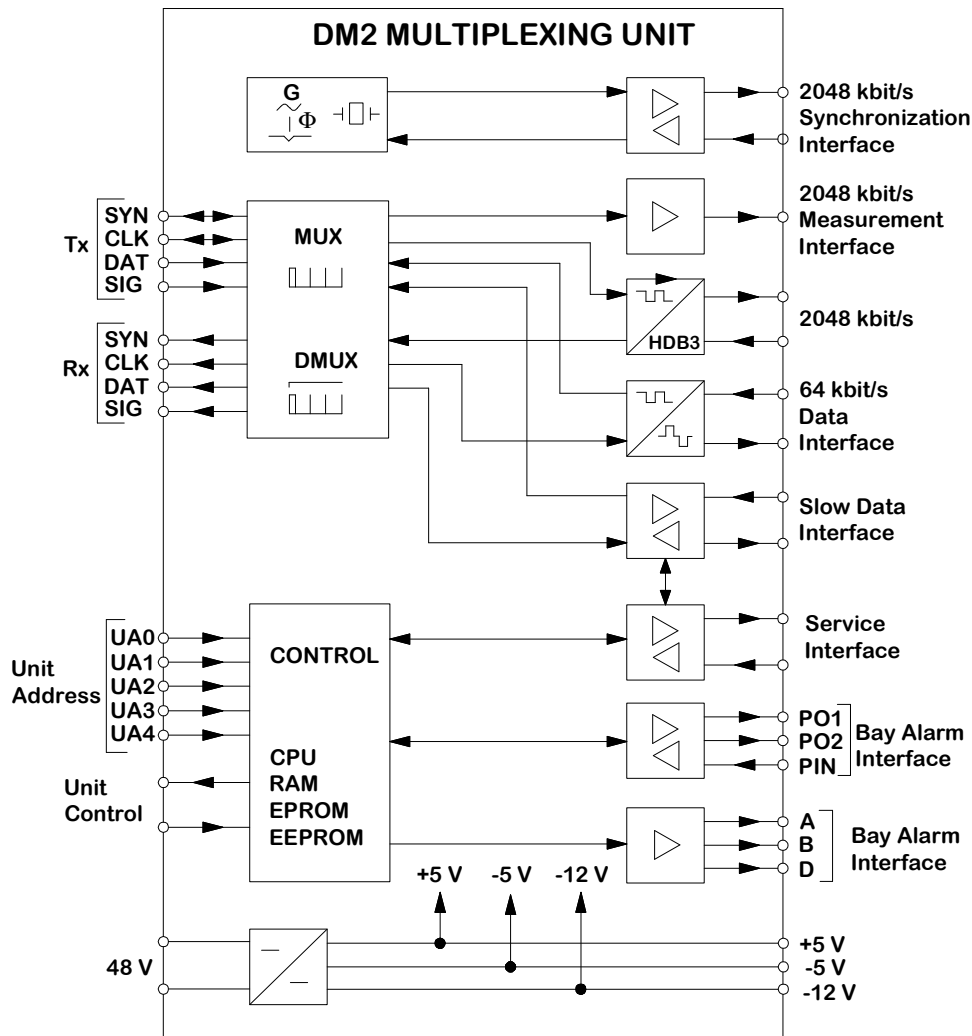 DM2 MULTIPLEXING UNIT
G
Φ
2048 kbit/s
Synchronization
Interface
2048 kbit/s
Measurement
Interface
Tx
SYN
CLK
DAT
SIG
MUX
HDB3
2048 kbit/s
Rx
SYN
CLK
DAT
SIG
DMUX
64 kbit/s
Data
Interface
Slow Data
Interface
Service
Interface
Unit
Address
UA0
UA1
UA2
UA3
UA4
CONTROL
CPU
RAM
EPROM
EEPROM
Unit
Control
PO1
PO2
PIN
Bay Alarm
Interface
A
B
D
Bay Alarm
Interface
+5 V
-5 V
-12 V
48 V
+5 V
-5 V
-12 V